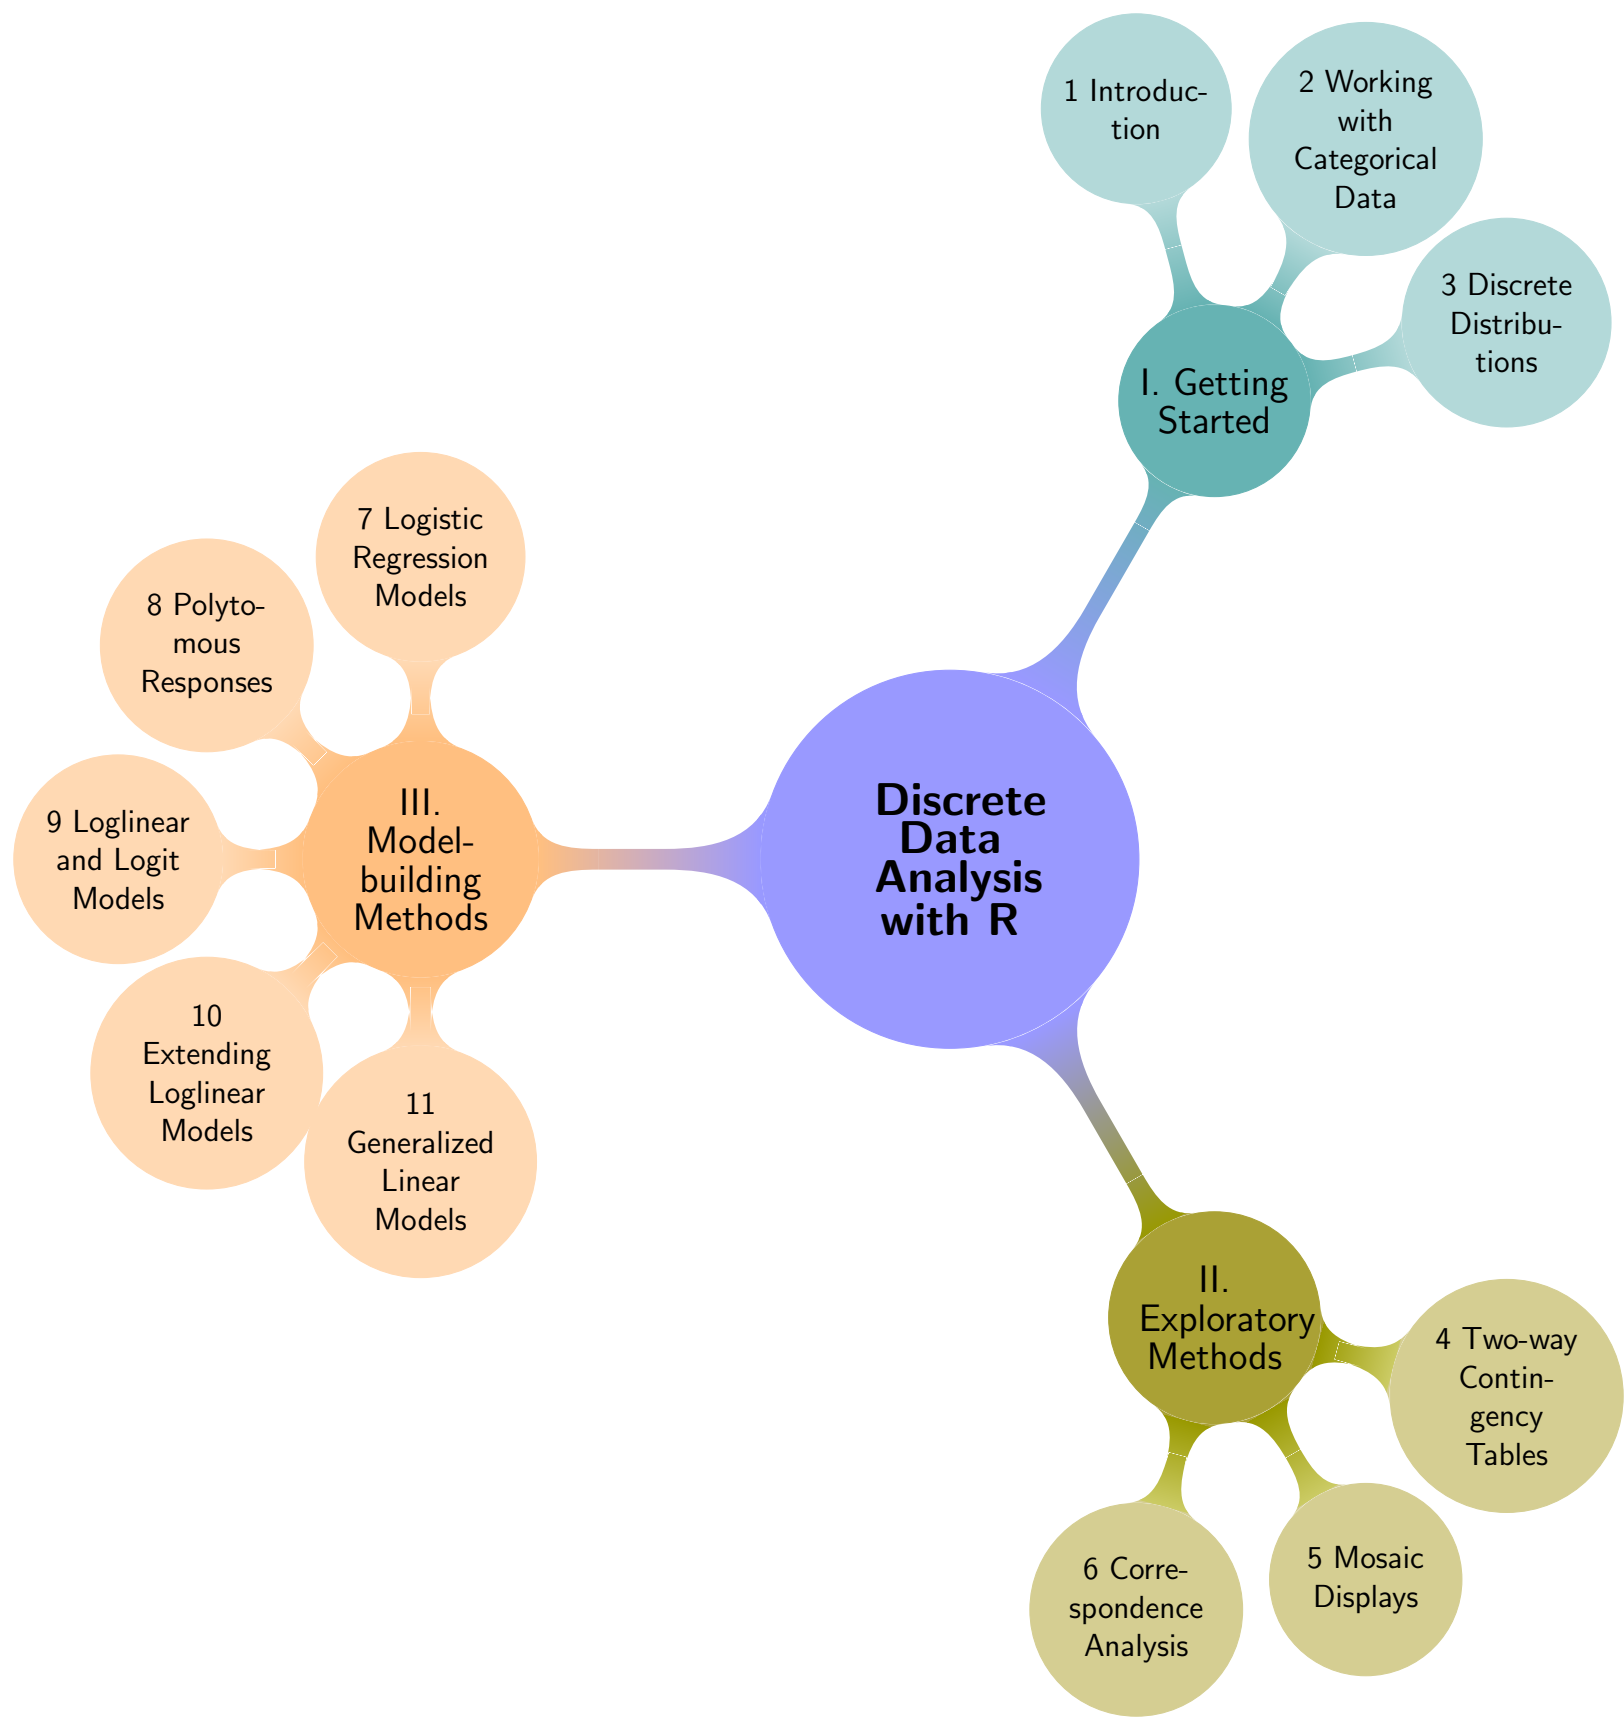 1 Introduc-
tion
2 Working
with
Categorical
Data
3 Discrete
Distribu-
tions
I. Getting
Started
7 Logistic
Regression
Models
8 Polyto-
mous
Responses
9 Loglinear
and Logit
Models
10
Extending
Loglinear
Models
11
Generalized
Linear
Models
III.
Model-
building
Methods
Discrete
Data
Analysis
with R
II.
Exploratory
Methods
4 Two-way
Contin-
gency
Tables
5 Mosaic
Displays
6 Corre-
spondence
Analysis